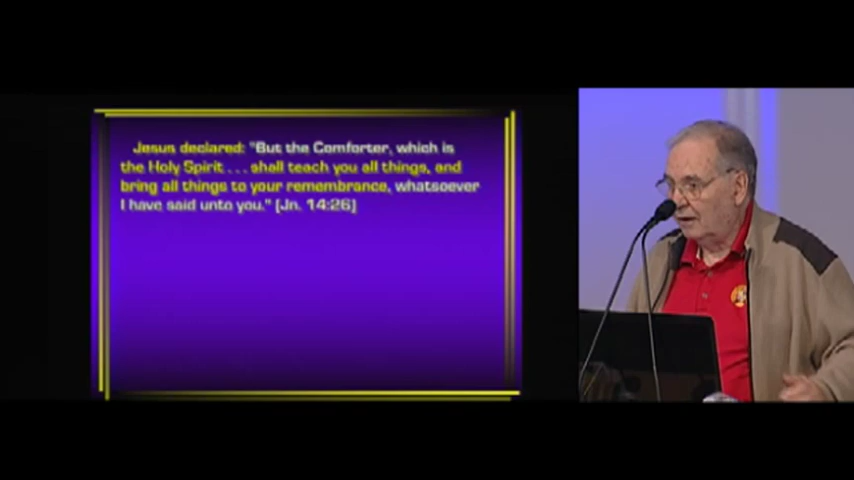 Jesus declared: "But the Comforter, which is
the Holy Spirit . . . shall teach you all things, and
bring all things to your remembrance, whatsoever
I have said unto you." [Jn. 14:26]